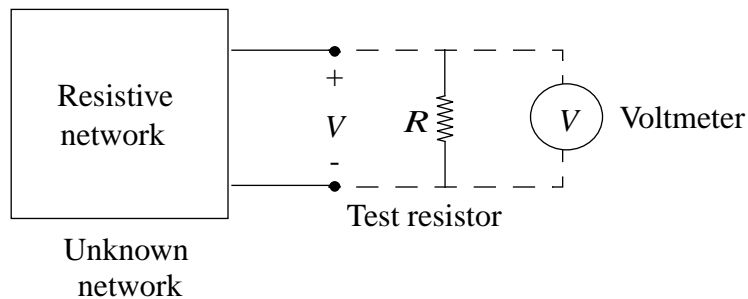 Resistive
network
+
V
-
R
V
Voltmeter
Test resistor
Unknown
network